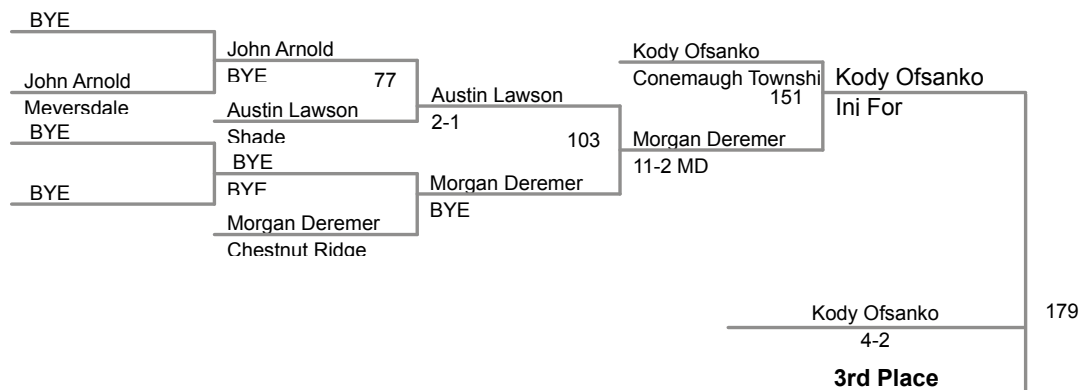 BYE
John Arnold
Meyersdale
BYE
BYE
John Arnold
BYE
77
Austin Lawson
Shade
BYE
BYE
Morgan Deremer
Chestnut Ridge
Austin Lawson
2-1
103
Morgan Deremer
BYE
Kody Ofsanko
Conemaugh Townshi
151
Morgan Deremer
11-2 MD
Kody Ofsanko
Inj For
Kody Ofsanko
4-2
3rd Place
179